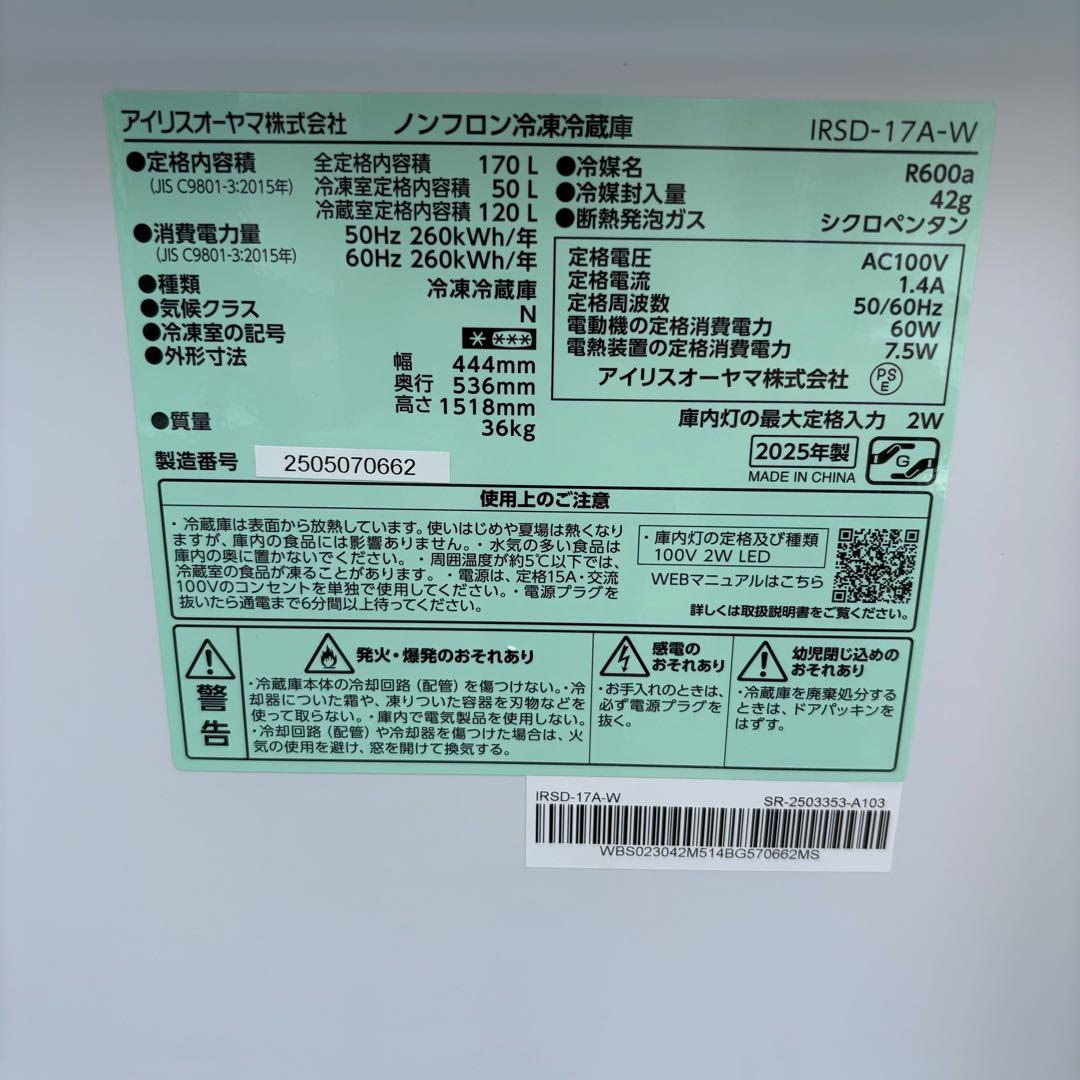 アイリスオーヤマ株式会社 ノンフロン冷凍冷蔵庫 IRSD-17A-W
●定格内容積 全定格内容積 170 L
(JIS C9801-3:2015年) 冷凍室定格内容積 50 L
冷蔵室定格内容積 120 L
●消費電力量 50Hz 260kWh/年
(JIS C9801-3:2015年) 60Hz 260kWh/年
●種類 冷凍冷蔵庫
●気候クラス N
●冷凍室の記号 * ***
●外形寸法 幅 444mm
奥行 536mm
高さ 1518mm
●質量 36kg
製造番号 2505070662
●冷媒名 R600a
●冷媒封入量 42g
●断熱発泡ガス シクロペンタン
定格電圧 AC100V
定格電流 1.4A
定格周波数 50/60Hz
電動機の定格消費電力 60W
電熱装置の定格消費電力 7.5W
アイリスオーヤマ株式会社 PSE
庫内灯の最大定格入力 2W
2025年製
MADE IN CHINA
G
使用上のご注意
・冷蔵庫は表面から放熱しています。使いはじめや夏場は熱くなり
ますが、庫内の食品には影響ありません。・水気の多い食品は
庫内の奥に置かないでください。・周囲温度が約5℃以下では、
冷蔵室の食品が凍ることがあります。・電源は、定格15A・交流
100Vのコンセントを単独で使用してください。・電源プラグを
抜いたら通電まで6分間以上待ってください。
・庫内灯の定格及び種類
100V 2W LED
WEBマニュアルはこちら
詳しくは取扱説明書をご覧ください。
警告
発火・爆発のおそれあり
・冷蔵庫本体の冷却回路（配管）を傷つけない。・冷
却器についた霜や、凍りついた容器を刃物などを
使って取らない。・庫内で電気製品を使用しない。
・冷却回路（配管）や冷却器を傷つけた場合は、火
気の使用を避け、窓を開けて換気する。
感電の
おそれあり
・お手入れのときは、
必ず電源プラグを
抜く。
幼児閉じ込めの
おそれあり
・冷蔵庫を廃棄処分する
ときは、ドアパッキンを
はずす。
IRSD-17A-W SR-2503353-A103
WBS023042M514BG570662MS